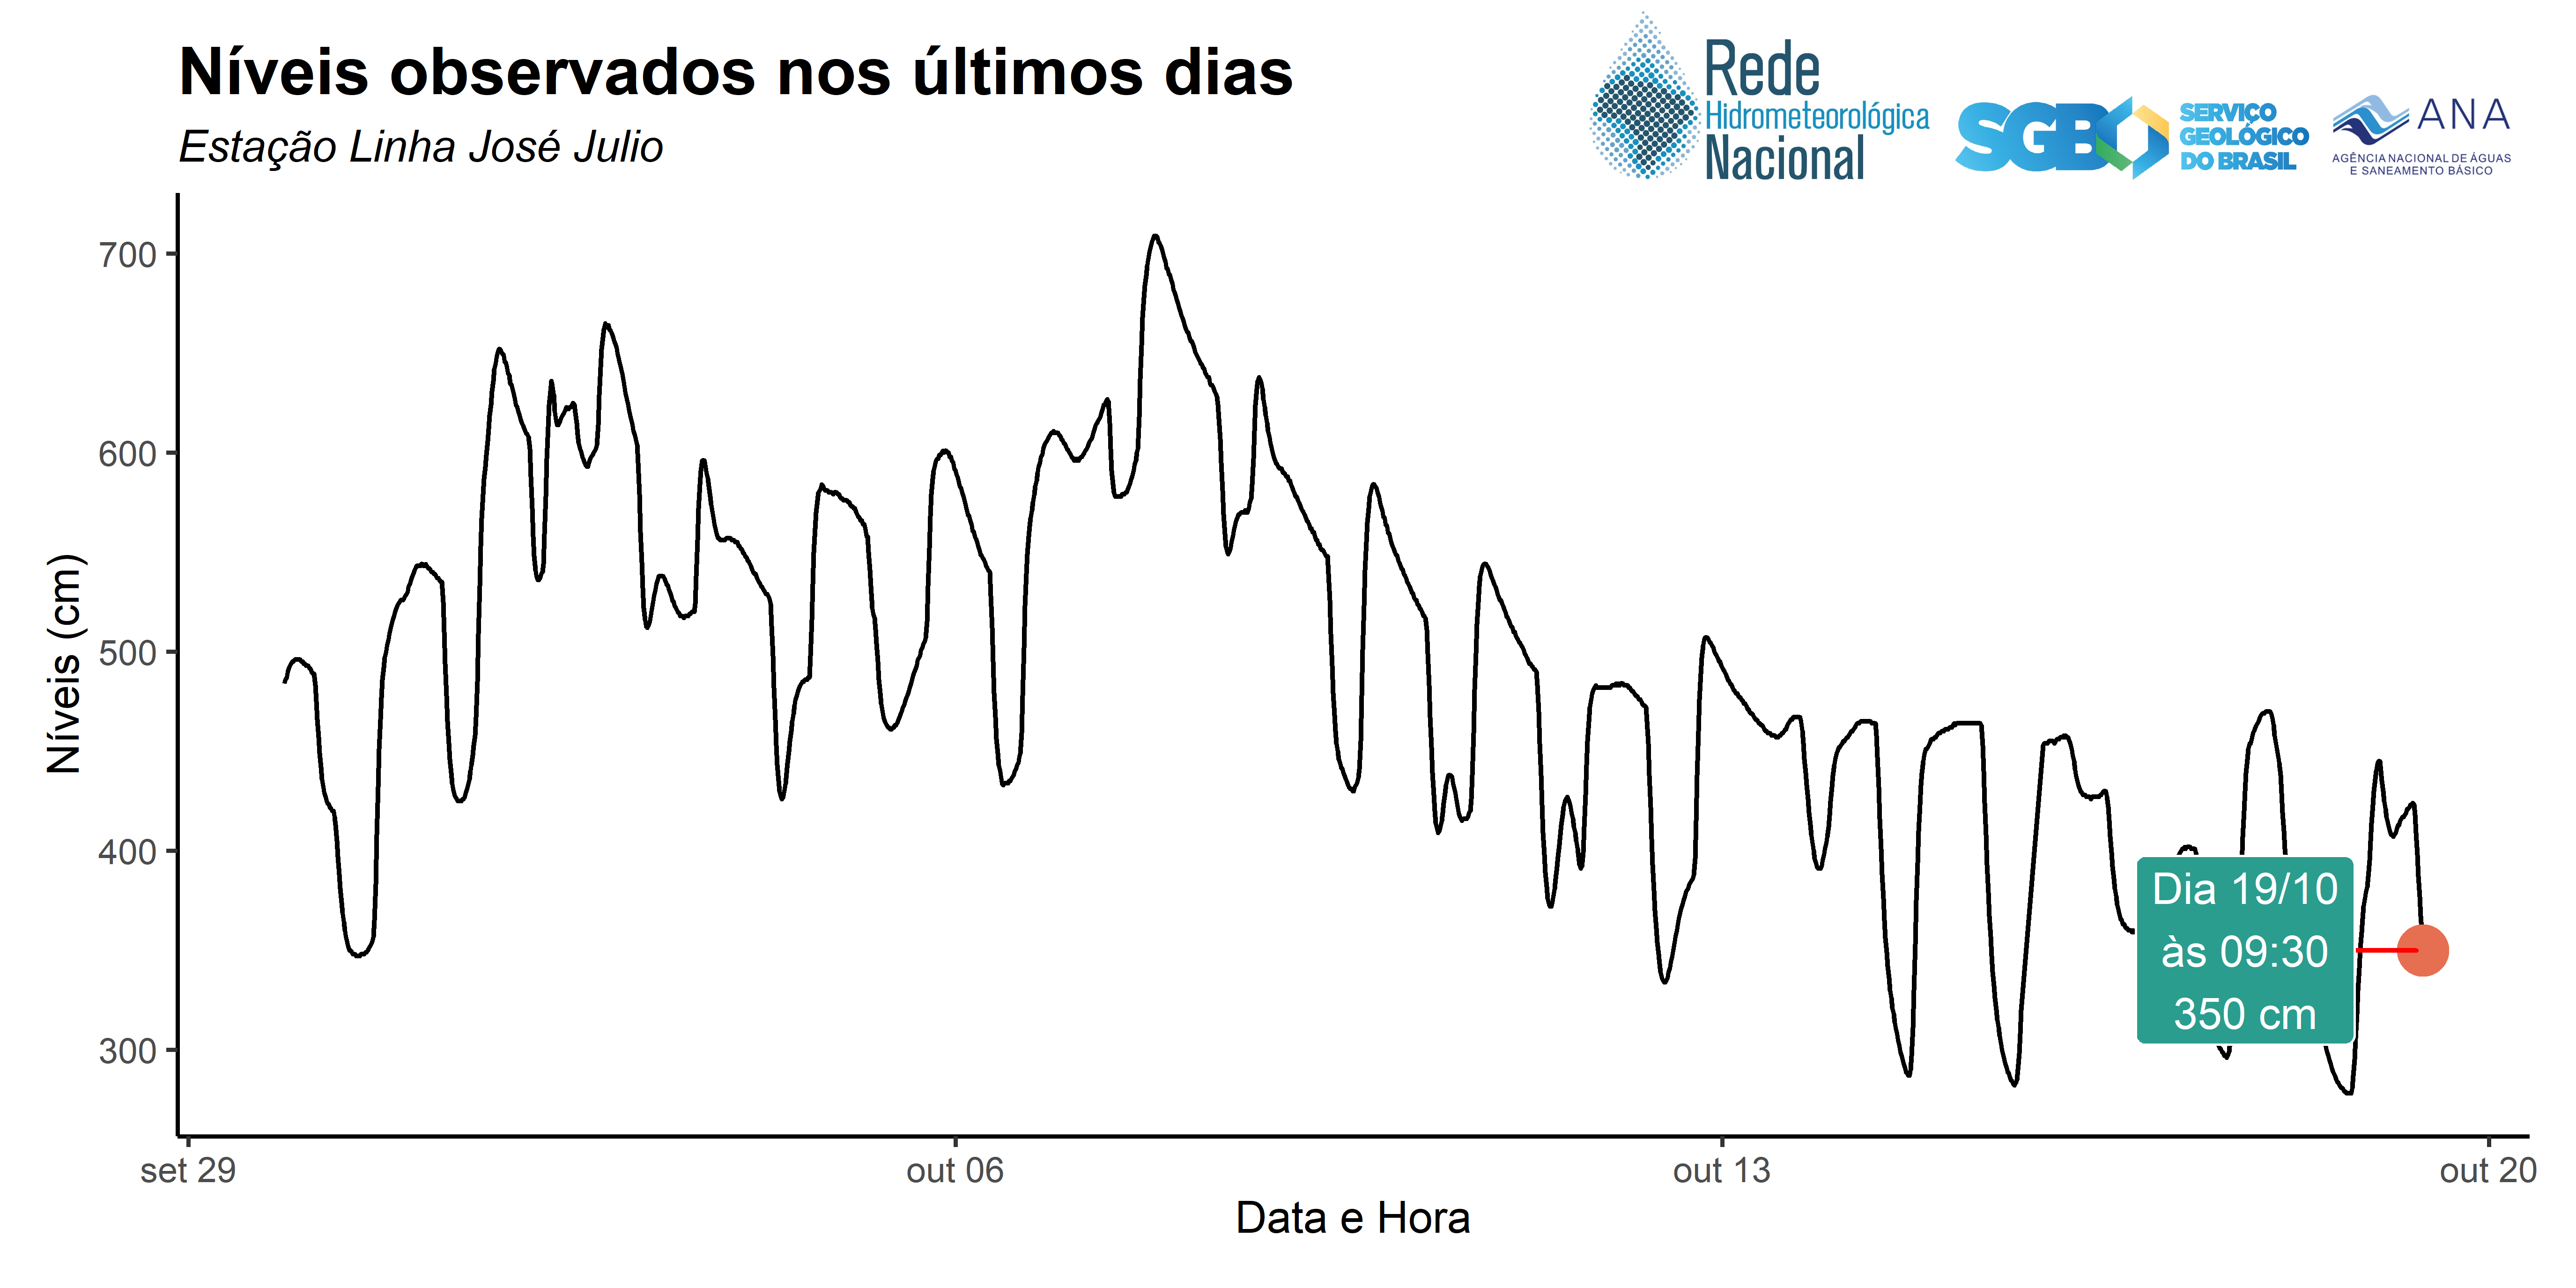 Níveis observados nos últimos dias
Estação Linha José Julio
Rede
Hidrometeorológica
Nacional
SGB
SERVIÇO
GEOLÓGICO
DO BRASIL
ANA
AGÊNCIA NACIONAL DE ÁGUAS
E SANEAMENTO BÁSICO
Níveis (cm)
700
600
500
400
300
Dia 19/10
às 09:30
350 cm
set 29
out 06
out 13
out 20
Data e Hora